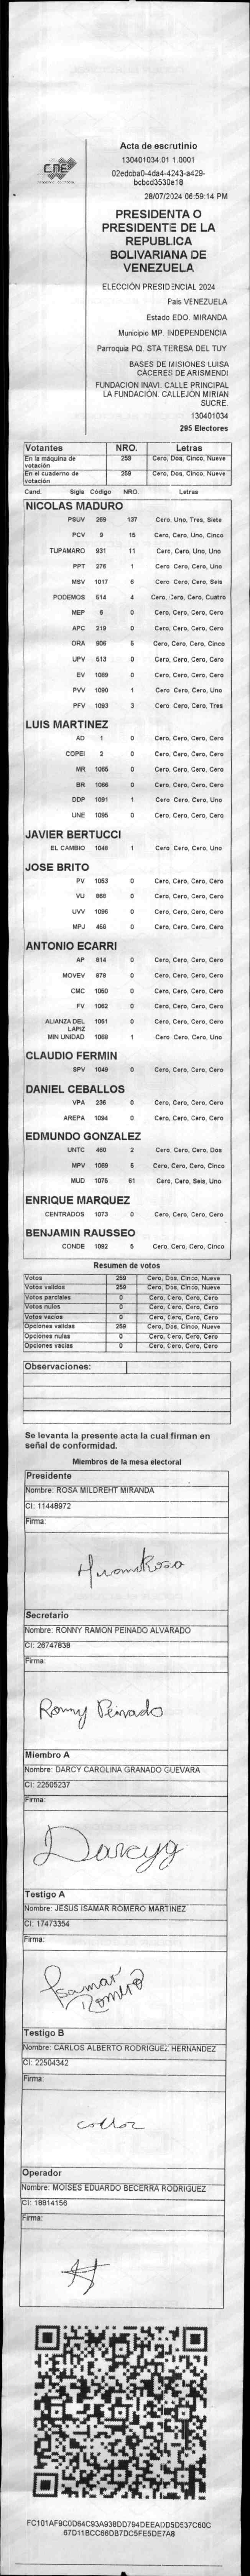 CNE
Acta de escrutinio
130401034.01 1.0001
02edcba0-4da4-4243-a429-
bcbcd3530e18
28/07/2024 06:59:14 PM
PRESIDENTA O
PRESIDENTE DE LA
REPUBLICA
BOLIVARIANA DE
VENEZUELA
ELECCIÓN PRESIDENCIAL 2024
País VENEZUELA
Estado EDO. MIRANDA
Municipio MP. INDEPENDENCIA
Parroquia PQ. STA TERESA DEL TUY
BASES DE MISIONES LUISA
CÁCERES DE ARISMENDI
FUNDACION INAVI. CALLE PRINCIPAL
LA FUNDACIÓN. CALLEJON MIRIAN
SUCRE.
130401034
295 Electores
Votantes NRO. Letras
En la máquina de votación 259 Cero, Dos, Cinco, Nueve
En el cuaderno de votación 259 Cero, Dos, Cinco, Nueve
Cand. Sigla Código NRO. Letras
NICOLAS MADURO
PSUV 269 137 Cero, Uno, Tres, Siete
PCV 9 15 Cero, Cero, Uno, Cinco
TUPAMARO 931 11 Cero, Cero, Uno, Uno
PPT 276 1 Cero, Cero, Cero, Uno
MSV 1017 6 Cero, Cero, Cero, Seis
PODEMOS 514 4 Cero, Cero, Cero, Cuatro
MEP 5 0 Cero, Cero, Cero, Cero
APC 219 0 Cero, Cero, Cero, Cero
ORA 906 5 Cero, Cero, Cero, Cinco
UPV 513 0 Cero, Cero, Cero, Cero
EV 1089 0 Cero, Cero, Cero, Cero
PVV 1090 1 Cero, Cero, Cero, Uno
PFV 1093 3 Cero, Cero, Cero, Tres
LUIS MARTINEZ
AD 1 0 Cero, Cero, Cero, Cero
COPEI 2 0 Cero, Cero, Cero, Cero
MR 1065 0 Cero, Cero, Cero, Cero
BR 1066 0 Cero, Cero, Cero, Cero
DDP 1091 1 Cero, Cero, Cero, Uno
UNE 1095 0 Cero, Cero, Cero, Cero
JAVIER BERTUCCI
EL CAMBIO 1048 1 Cero, Cero, Cero, Uno
JOSE BRITO
PV 1053 0 Cero, Cero, Cero, Cero
VU 968 0 Cero, Cero, Cero, Cero
UVV 1096 0 Cero, Cero, Cero, Cero
MPJ 456 0 Cero, Cero, Cero, Cero
ANTONIO ECARRI
AP 814 0 Cero, Cero, Cero, Cero
MOVEV 878 0 Cero, Cero, Cero, Cero
CMC 1050 0 Cero, Cero, Cero, Cero
FV 1062 0 Cero, Cero, Cero, Cero
ALIANZA DEL LAPIZ 1051 0 Cero, Cero, Cero, Cero
MIN UNIDAD 1068 1 Cero, Cero, Cero, Uno
CLAUDIO FERMIN
SPV 1049 0 Cero, Cero, Cero, Cero
DANIEL CEBALLOS
VPA 236 0 Cero, Cero, Cero, Cero
AREPA 1094 0 Cero, Cero, Cero, Cero
EDMUNDO GONZALEZ
UNTC 460 2 Cero, Cero, Cero, Dos
MPV 1069 5 Cero, Cero, Cero, Cinco
MUD 1075 61 Cero, Cero, Seis, Uno
ENRIQUE MARQUEZ
CENTRADOS 1073 0 Cero, Cero, Cero, Cero
BENJAMIN RAUSSEO
CONDE 1092 5 Cero, Cero, Cero, Cinco
Resumen de votos
Votos 259 Cero, Dos, Cinco, Nueve
Votos validos 259 Cero, Dos, Cinco, Nueve
Votos parciales 0 Cero, Cero, Cero, Cero
Votos nulos 0 Cero, Cero, Cero, Cero
Votos vacios 0 Cero, Cero, Cero, Cero
Opciones validas 259 Cero, Dos, Cinco, Nueve
Opciones nulas 0 Cero, Cero, Cero, Cero
Opciones vacias 0 Cero, Cero, Cero, Cero
Observaciones:
Se levanta la presente acta la cual firman en
señal de conformidad.
Miembros de la mesa electoral
Presidente
Nombre: ROSA MILDREHT MIRANDA
CI: 11448972
Firma:
Secretario
Nombre: RONNY RAMON PEINADO ALVARADO
CI: 26747838
Firma:
Ronny Peinado
Miembro A
Nombre: DARCY CAROLINA GRANADO GUEVARA
CI: 22505237
Firma:
Darcyg
Testigo A
Nombre: JESUS ISAMAR ROMERO MARTINEZ
CI: 17473354
Firma:
Isamar
Romero
Testigo B
Nombre: CARLOS ALBERTO RODRIGUEZ HERNANDEZ
CI: 22504342
Firma:
Operador
Nombre: MOISES EDUARDO BECERRA RODRIGUEZ
CI: 18814156
Firma:
FC101AF9C0D64C93A938DD794DEEADD5D537C60C
67D11BCC66DB7DC5FE5DE7A8